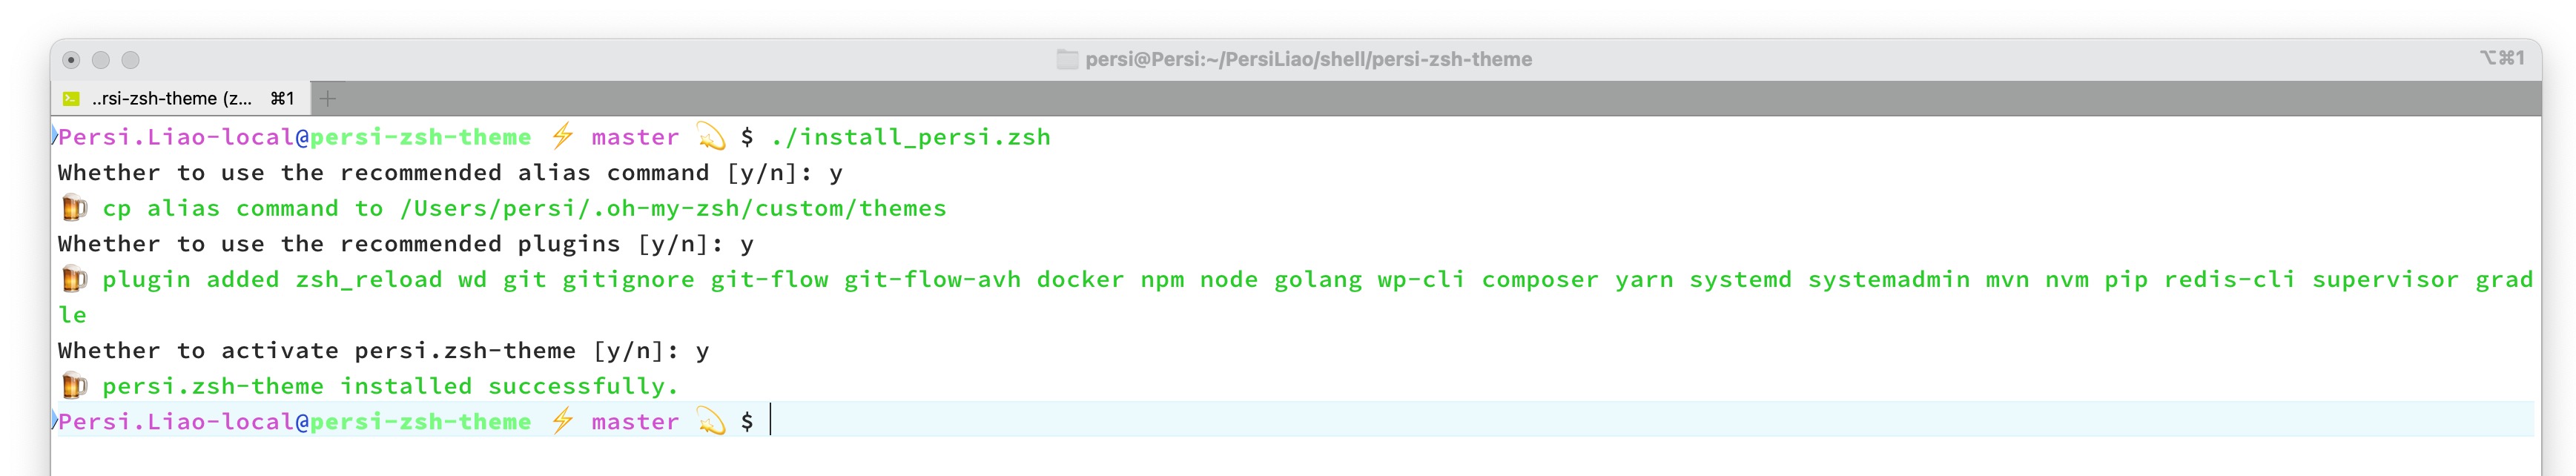 persi@Persi:~/PersiLiao/shell/persi-zsh-theme
⌥⌘1
..rsi-zsh-theme (z... ⌘1
Persi.Liao-local@persi-zsh-theme ⚡ master 💫 $ ./install_persi.zsh
Whether to use the recommended alias command [y/n]: y
🍺 cp alias command to /Users/persi/.oh-my-zsh/custom/themes
Whether to use the recommended plugins [y/n]: y
🍺 plugin added zsh_reload wd git gitignore git-flow git-flow-avh docker npm node golang wp-cli composer yarn systemd systemadmin mvn nvm pip redis-cli supervisor grad
le
Whether to activate persi.zsh-theme [y/n]: y
🍺 persi.zsh-theme installed successfully.
Persi.Liao-local@persi-zsh-theme ⚡ master 💫 $